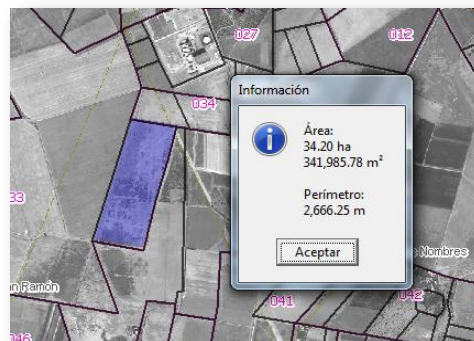 027
012
034
Información
Área:
34.20 ha
341,985.78 m²
Perímetro:
2,666.25 m
Aceptar
33
Nombres
an Ramón
041
042
046